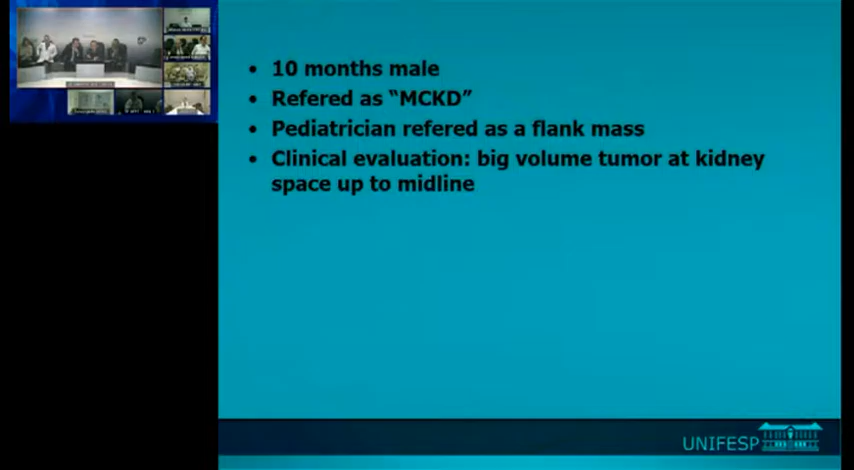 • 10 months male
• Refered as “MCKD”
• Pediatrician refered as a flank mass
• Clinical evaluation: big volume tumor at kidney
space up to midline
UNIFESP